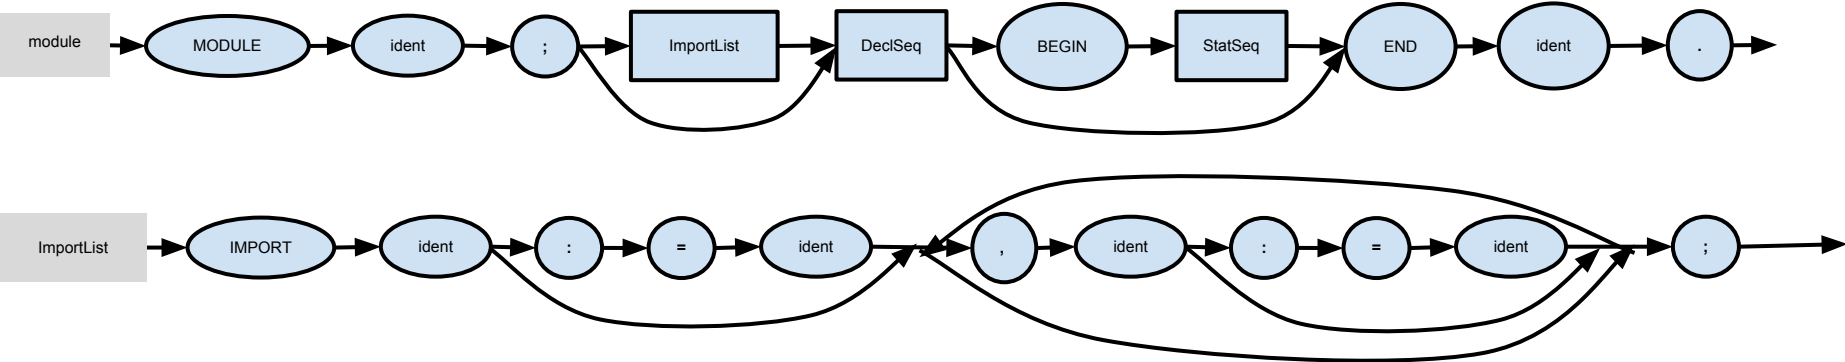 module MODULE ident ; ImportList DeclSeq BEGIN StatSeq END ident .
ImportList IMPORT ident : = ident , ident : = ident ;